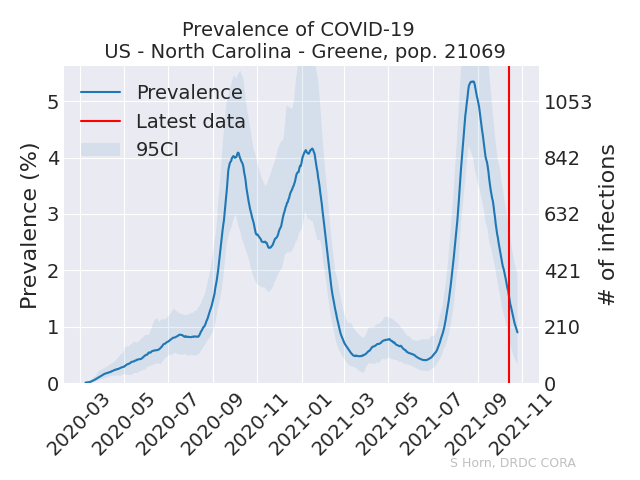 Prevalence of COVID-19
US - North Carolina - Greene, pop. 21069
Prevalence
Latest data
95CI
Prevalence (%)
5
4
3
2
1
0
1053
842
632
421
210
0
# of infections
2020-03
2020-05
2020-07
2020-09
2020-11
2021-01
2021-03
2021-05
2021-07
2021-09
2021-11
S Horn, DRDC CORA